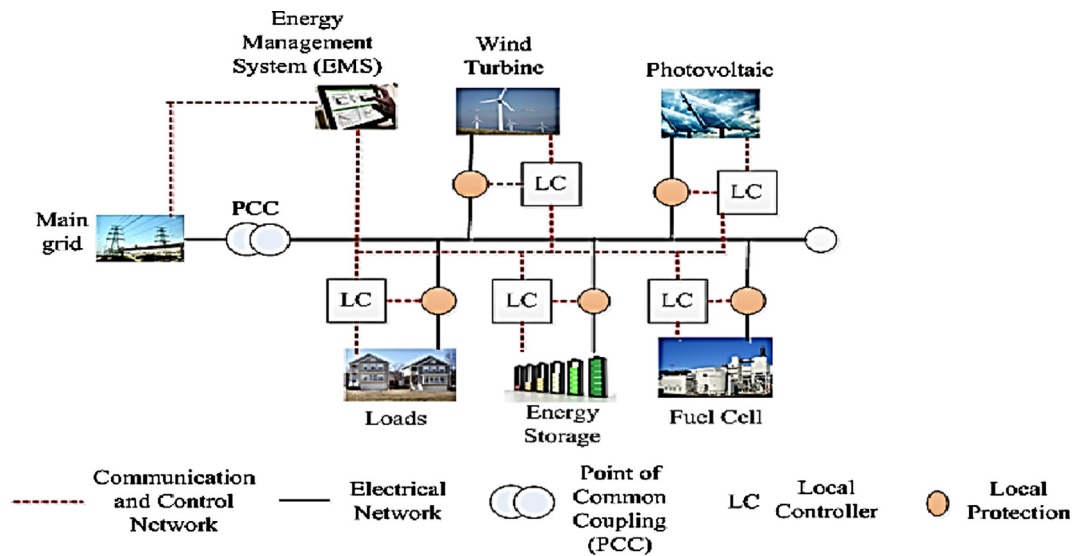 Energy
Management
System (EMS)
Wind
Turbine
Photovoltaic
LC
LC
Main
grid
PCC
LC
LC
LC
Loads
Energy
Storage
Fuel Cell
Communication
and Control
Network
Electrical
Network
Point of
Common
Coupling
(PCC)
LC
Local
Controller
Local
Protection